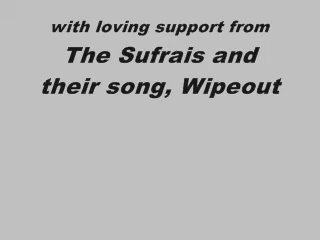 with loving support from
The Sufrais and
their song, Wipeout